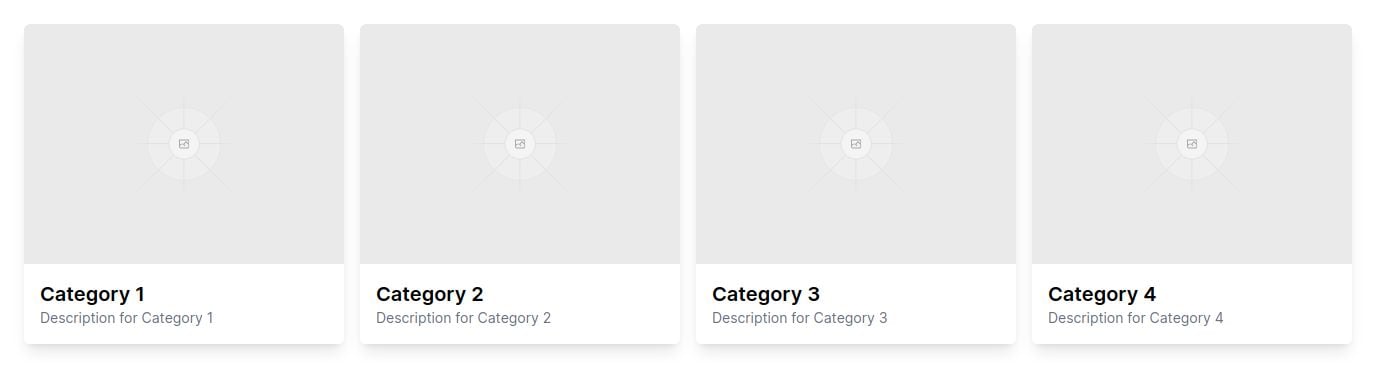 Category 1
Description for Category 1
Category 2
Description for Category 2
Category 3
Description for Category 3
Category 4
Description for Category 4